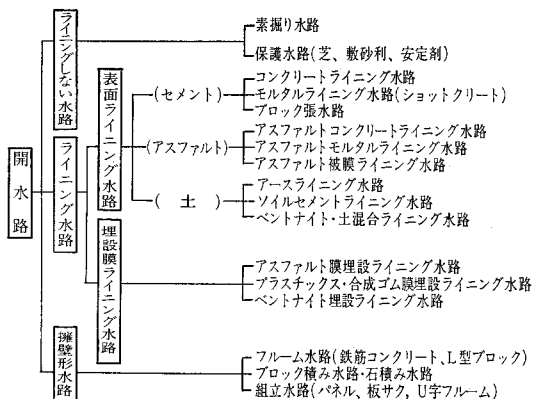 開水路
ライニングしない水路
素掘り水路
保護水路(芝、敷砂利、安定剤)
ライニング水路
表面ライニング水路
(セメント)
コンクリートライニング水路
モルタルライニング水路(ショットクリート)
ブロック張水路
(アスファルト)
アスファルトコンクリートライニング水路
アスファルトモルタルライニング水路
アスファルト被膜ライニング水路
(土)
アースライニング水路
ソイルセメントライニング水路
ベントナイト・土混合ライニング水路
埋設膜ライニング水路
アスファルト膜埋設ライニング水路
プラスチックス・合成ゴム膜埋設ライニング水路
ベントナイト埋設ライニング水路
擁壁形水路
フルーム水路(鉄筋コンクリート、L型ブロック)
ブロック積み水路・石積み水路
組立水路(パネル、板サク、U字フルーム)